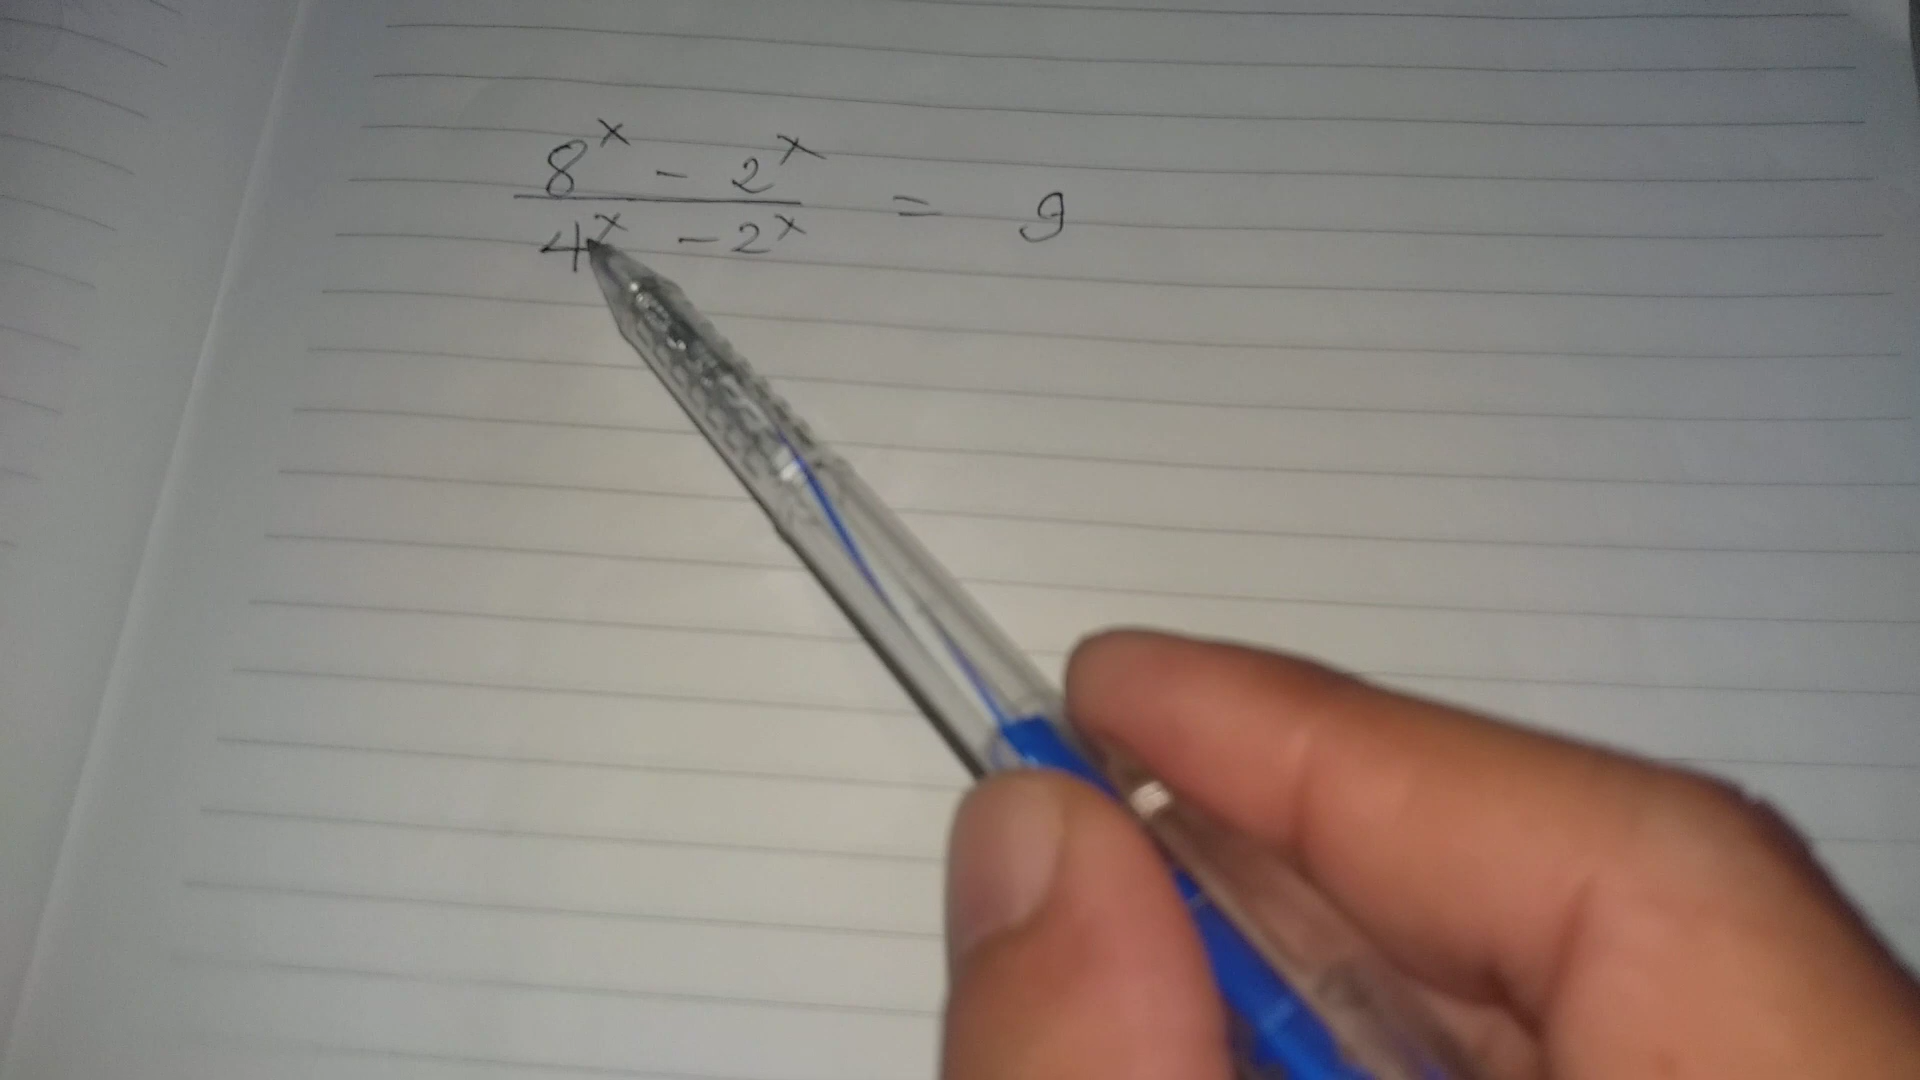 8^x - 2^x
4^x - 2^x = 9